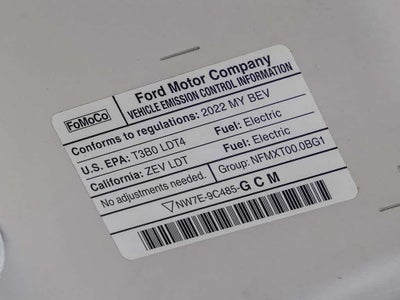 FoMoCo
Ford Motor Company
VEHICLE EMISSION CONTROL INFORMATION
Conforms to regulations: 2022 MY BEV
U.S. EPA: T3B0 LDT4 Fuel: Electric
California: ZEV LDT Fuel: Electric
No adjustments needed. Group: NFMXT00.0BG1
NW7E-9C485-GCM